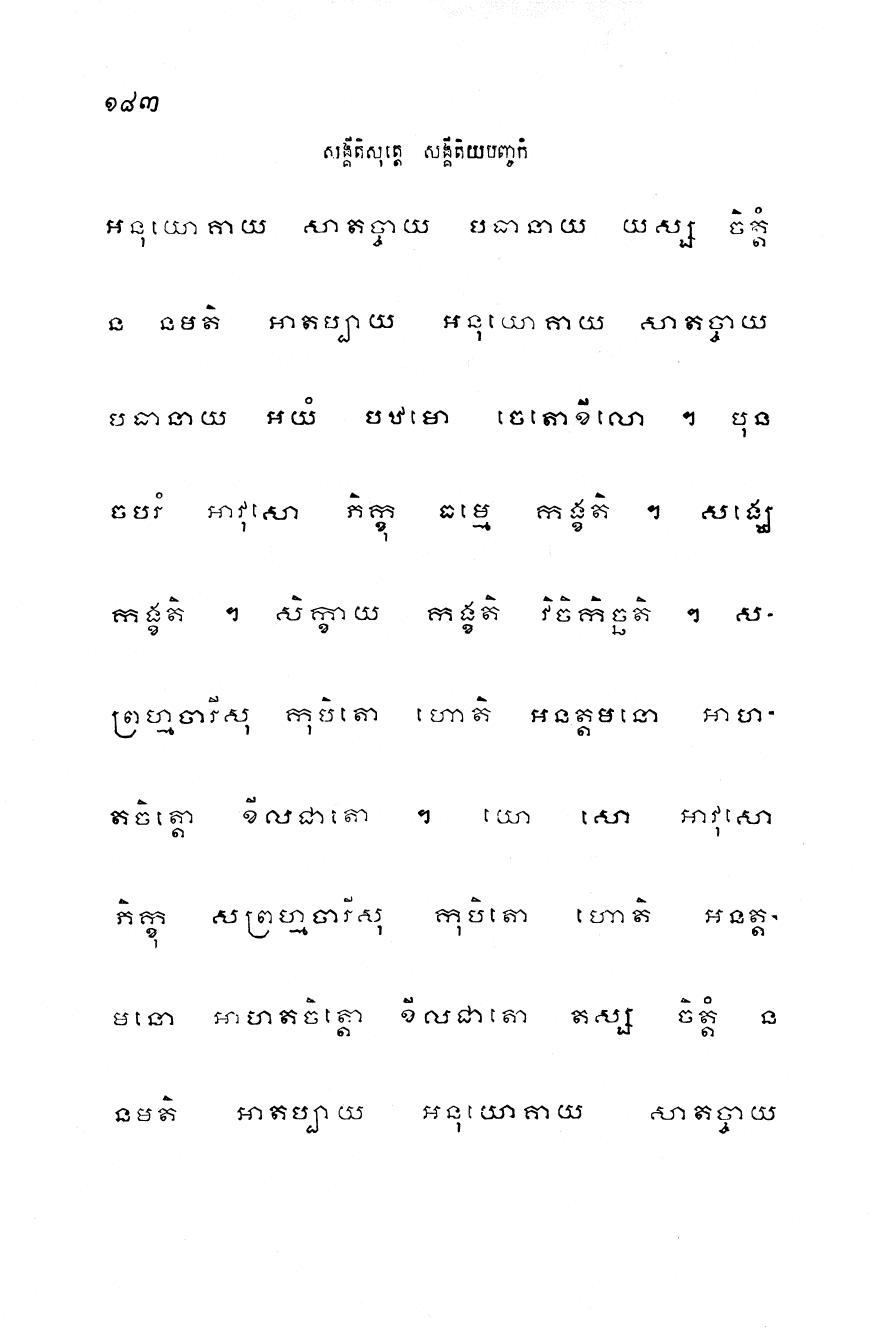 ១៨៣
សង្គីតិសុត្តេ សង្គីតិយបញ្ចកំ
អនុយោគាយ សាតច្ចាយ បធានាយ យស្ស ចិត្តំ
ន នមតិ អាតប្បាយ អនុយោគាយ សាតច្ចាយ
បធានាយ អយំ បឋមោ ចេតោខីលោ ។ បុន
ចបរំ អាវុសោ ភិក្ខុ ធម្មេ កង្ខតិ ។ សង្ឃេ
កង្ខតិ ។ សិក្ខាយ កង្ខតិ វិចិកិច្ឆតិ ។ ស-
ព្រហ្មចារីសុ កុបិតោ ហោតិ អនត្តមនោ អាហ-
តចិត្តោ ខីលជាតោ ។ យោ សោ អាវុសោ
ភិក្ខុ សព្រហ្មចារីសុ កុបិតោ ហោតិ អនត្ត-
មនោ អាហតចិត្តោ ខីលជាតោ តស្ស ចិត្តំ ន
នមតិ អាតប្បាយ អនុយោគាយ សាតច្ចាយ